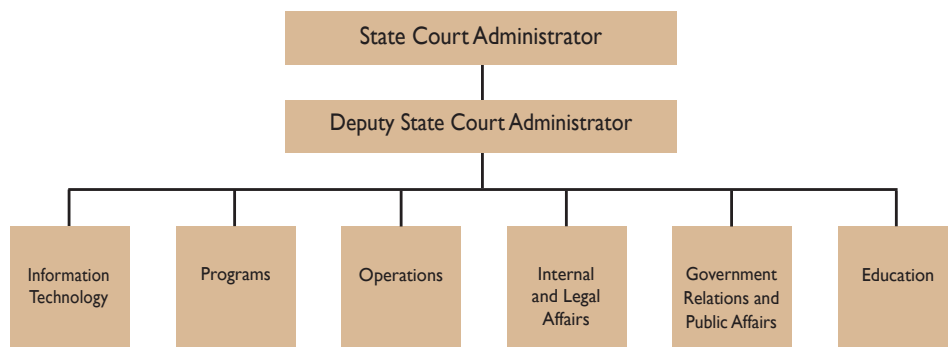 State Court Administrator
Deputy State Court Administrator
Information
Technology
Programs
Operations
Internal
and Legal
Affairs
Government
Relations and
Public Affairs
Education